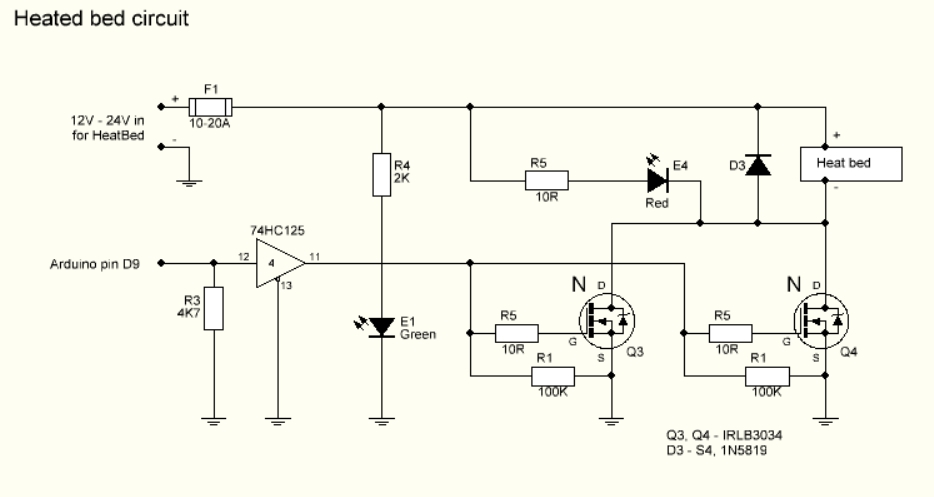 Heated bed circuit
F1
+
10-20A
12V - 24V in
for HeatBed
-
R4
2K
R5
10R
E4
Red
D3
+
Heat bed
-
74HC125
Arduino pin D9
12
4
11
13
R3
4K7
E1
Green
N
D
R5
10R
G
S
Q3
R1
100K
N
D
R5
10R
G
S
Q4
R1
100K
Q3, Q4 - IRLB3034
D3 - S4, 1N5819